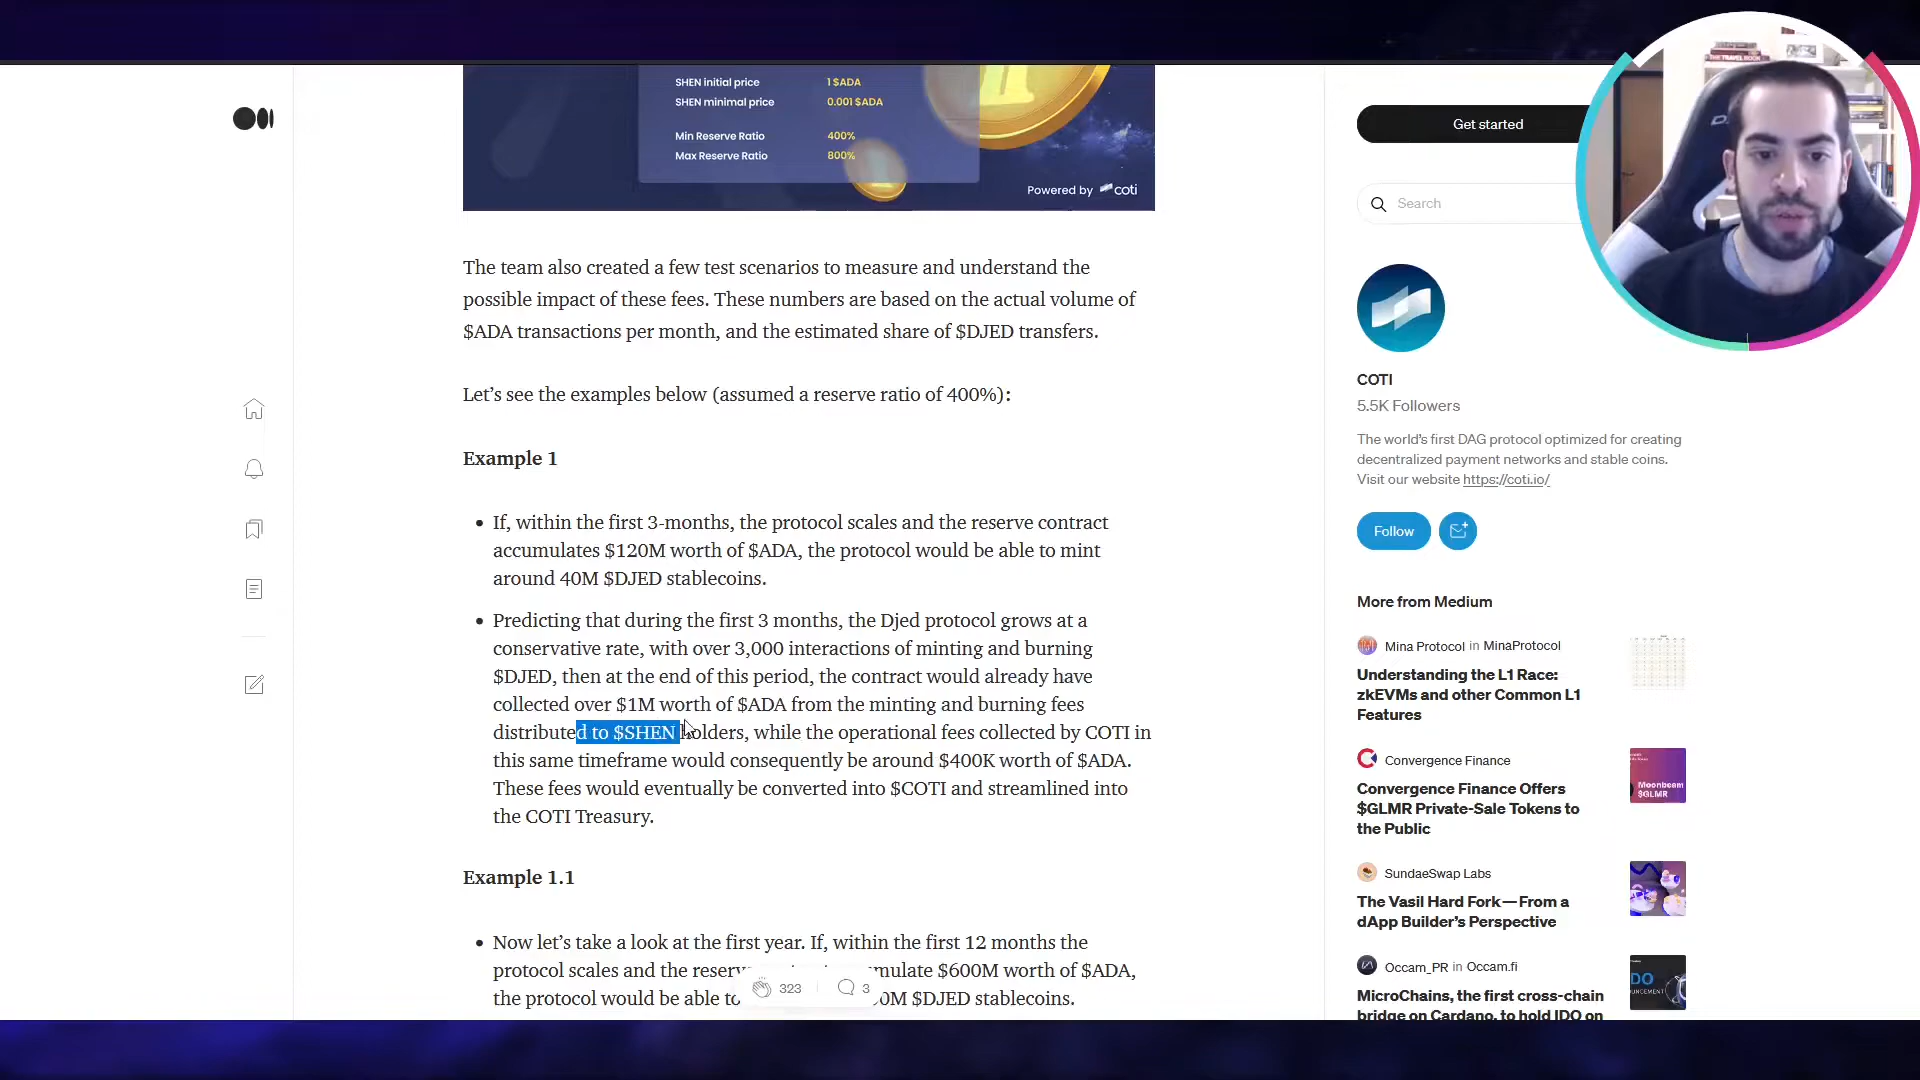 SHEN initial price 1 $ADA
SHEN minimal price 0.001 $ADA
Min Reserve Ratio 400%
Max Reserve Ratio 800%
Powered by coti
The team also created a few test scenarios to measure and understand the
possible impact of these fees. These numbers are based on the actual volume of
$ADA transactions per month, and the estimated share of $DJED transfers.
Let’s see the examples below (assumed a reserve ratio of 400%):
Example 1
• If, within the first 3-months, the protocol scales and the reserve contract
accumulates $120M worth of $ADA, the protocol would be able to mint
around 40M $DJED stablecoins.
• Predicting that during the first 3 months, the Djed protocol grows at a
conservative rate, with over 3,000 interactions of minting and burning
$DJED, then at the end of this period, the contract would already have
collected over $1M worth of $ADA from the minting and burning fees
distributed to $SHEN holders, while the operational fees collected by COTI in
this same timeframe would consequently be around $400K worth of $ADA.
These fees would eventually be converted into $COTI and streamlined into
the COTI Treasury.
Example 1.1
• Now let’s take a look at the first year. If, within the first 12 months the
protocol scales and the reserv mulate $600M worth of $ADA,
the protocol would be able to 0M $DJED stablecoins.
323 3
Get started
Search
COTI
5.5K Followers
The world’s first DAG protocol optimized for creating
decentralized payment networks and stable coins.
Visit our website https://coti.io/
Follow
More from Medium
Mina Protocol in MinaProtocol
Understanding the L1 Race:
zkEVMs and other Common L1
Features
Convergence Finance
Convergence Finance Offers
$GLMR Private-Sale Tokens to
the Public
Moonbeam
$GLMR
SundaeSwap Labs
The Vasil Hard Fork — From a
dApp Builder’s Perspective
Occam_PR in Occam.fi
MicroChains, the first cross-chain
bridge on Cardano, to hold IDO on